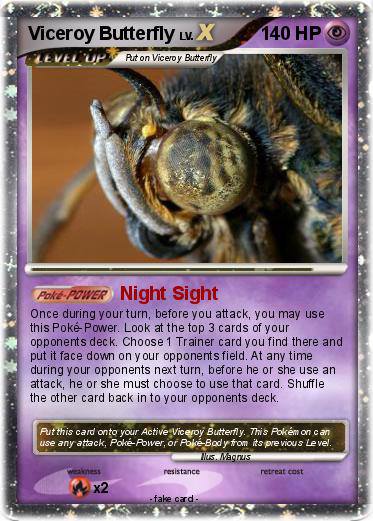 Viceroy Butterfly LV.X 140 HP
LEVEL-UP Put on Viceroy Butterfly
Poké-POWER Night Sight
Once during your turn, before you attack, you may use
this Poké-Power. Look at the top 3 cards of your
opponents deck. Choose 1 Trainer card you find there and
put it face down on your opponents field. At any time
during your opponents next turn, before he or she use an
attack, he or she must choose to use that card. Shuffle
the other card back in to your opponents deck.
Put this card onto your Active Viceroy Butterfly. This Pokémon can
use any attack, Poké-Power, or Poké-Body from its previous Level.
Illus. Magnus
weakness resistance retreat cost
x2
- fake card -